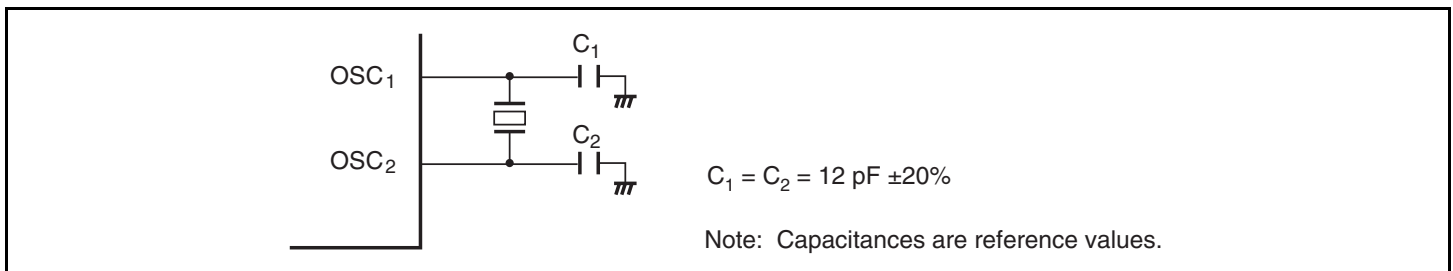 C₁
OSC₁
C₂
OSC₂
C₁ = C₂ = 12 pF ±20%
Note: Capacitances are reference values.